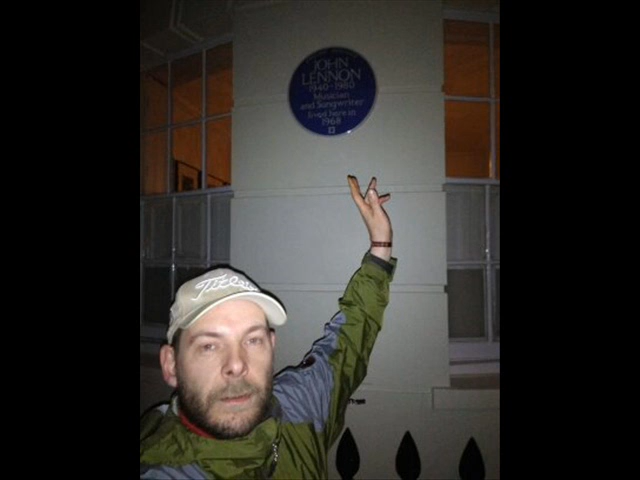 JOHN
LENNON
1940-1980
Musician
and Songwriter
lived here in
1968
Titleist